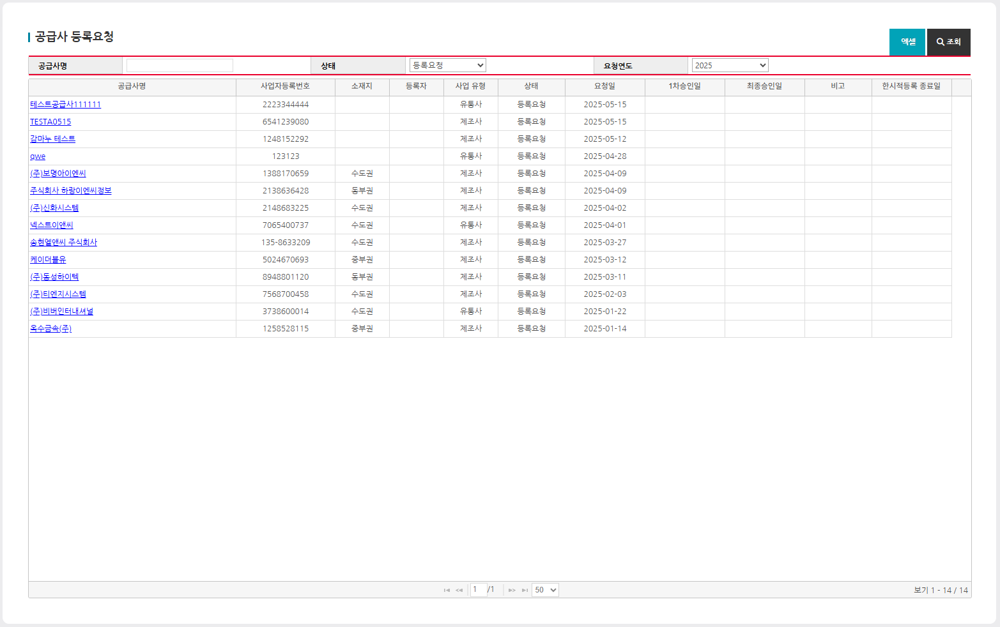 공급사 등록요청
엑셀 조회
공급사명 상태 등록요청 요청연도 2025
공급사명 사업자등록번호 소재지 등록자 사업 유형 상태 요청일 1차승인일 최종승인일 비고 한시적등록 종료일
테스트공급사111111 2223344444 유통사 등록요청 2025-05-15
TESTA0515 6541239080 제조사 등록요청 2025-05-15
감마누 테스트 1248152292 제조사 등록요청 2025-05-12
qwe 123123 유통사 등록요청 2025-04-28
(주)보명아이엔씨 1388170659 수도권 제조사 등록요청 2025-04-09
주식회사 하랑이엔씨정보 2138636428 동부권 제조사 등록요청 2025-04-09
(주)신화시스템 2148683225 수도권 제조사 등록요청 2025-04-02
넥스트이앤씨 7065400737 수도권 유통사 등록요청 2025-04-01
송현엘앤씨 주식회사 135-8633209 수도권 제조사 등록요청 2025-03-27
케이더블유 5024670693 중부권 제조사 등록요청 2025-03-12
(주)동성하이텍 8948801120 동부권 제조사 등록요청 2025-03-11
(주)티엔지시스템 7568700458 수도권 제조사 등록요청 2025-02-03
(주)비버인터내셔널 3738600014 수도권 유통사 등록요청 2025-01-22
옥수금속(주) 1258528115 중부권 제조사 등록요청 2025-01-14
1 /1 50 보기 1 - 14 / 14